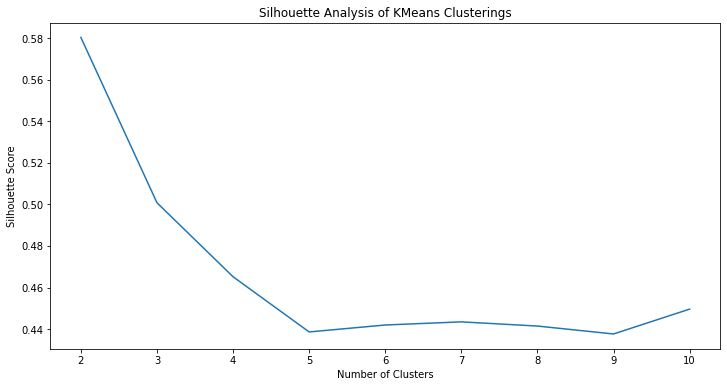 Silhouette Analysis of KMeans Clusterings
0.58
0.56
0.54
0.52
0.50
0.48
0.46
0.44
Silhouette Score
2 3 4 5 6 7 8 9 10
Number of Clusters